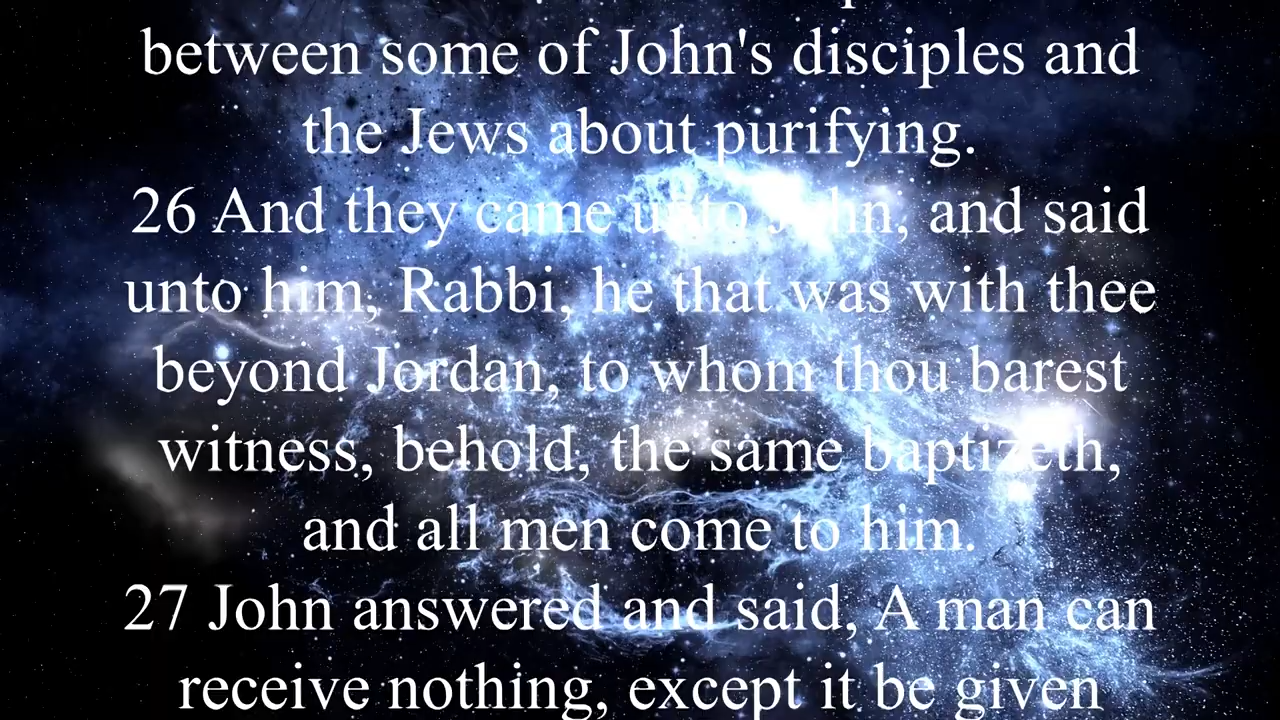 between some of John's disciples and
the Jews about purifying.
26 And they came unto John, and said
unto him, Rabbi, he that was with thee
beyond Jordan, to whom thou barest
witness, behold, the same baptizeth,
and all men come to him.
27 John answered and said, A man can
receive nothing, except it be given